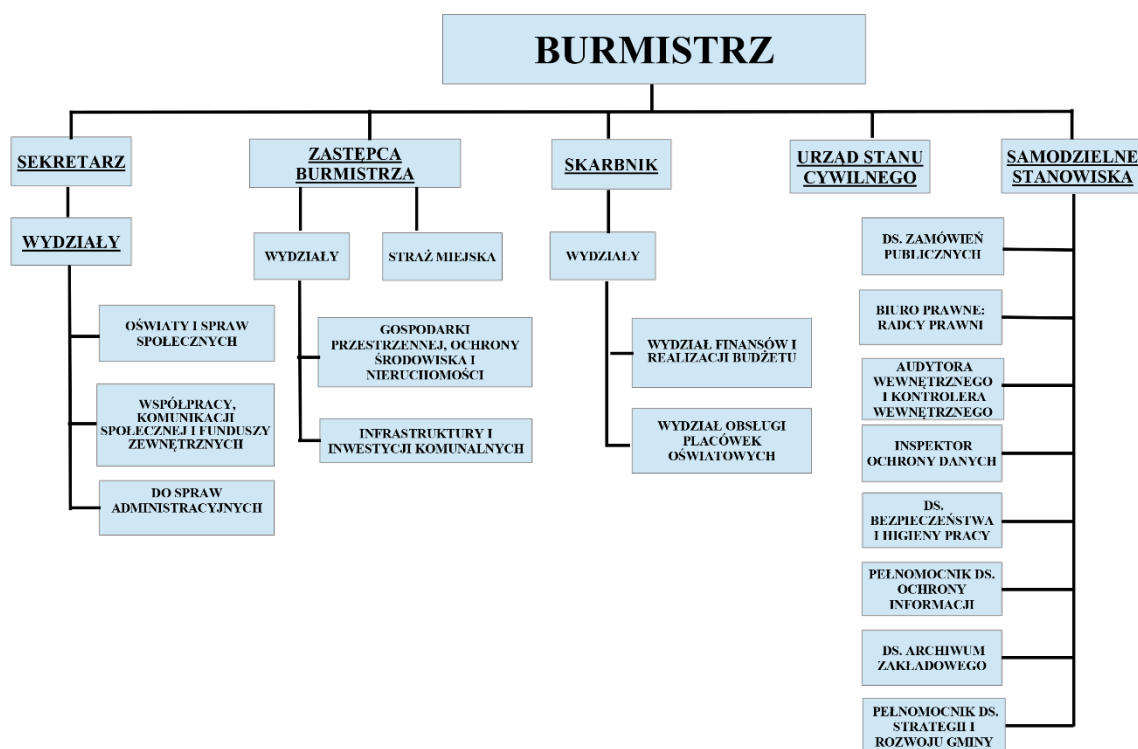 BURMISTRZ
SEKRETARZ
ZASTĘPCA
BURMISTRZA
SKARBNIK
URZĄD STANU
CYWILNEGO
SAMODZIELNE
STANOWISKA
WYDZIAŁY
WYDZIAŁY
STRAŻ MIEJSKA
WYDZIAŁY
OŚWIATY I SPRAW
SPOŁECZNYCH
WSPÓŁPRACY,
KOMUNIKACJI
SPOŁECZNEJ I FUNDUSZY
ZEWNĘTRZNYCH
DO SPRAW
ADMINISTRACYJNYCH
GOSPODARKI
PRZESTRZENNEJ, OCHRONY
ŚRODOWISKA I
NIERUCHOMOŚCI
INFRASTRUKTURY I
INWESTYCJI KOMUNALNYCH
WYDZIAŁ FINANSÓW I
REALIZACJI BUDŻETU
WYDZIAŁ OBSŁUGI
PLACÓWEK
OŚWIATOWYCH
DS. ZAMÓWIEŃ
PUBLICZNYCH
BIURO PRAWNE:
RADCY PRAWNI
AUDYTORA
WEWNĘTRZNEGO
I KONTROLERA
WEWNĘTRZNEGO
INSPEKTOR
OCHRONY DANYCH
DS.
BEZPIECZEŃSTWA
I HIGIENY PRACY
PEŁNOMOCNIK DS.
OCHRONY
INFORMACJI
DS. ARCHIWUM
ZAKŁADOWEGO
PEŁNOMOCNIK DS.
STRATEGII I
ROZWOJU GMINY